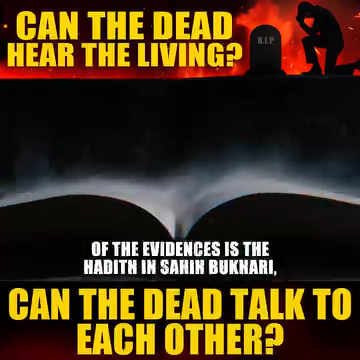 CAN THE DEAD
HEAR THE LIVING?
R.I.P
OF THE EVIDENCES IS THE
HADITH IN SAHIH BUKHARI,
CAN THE DEAD TALK TO
EACH OTHER?